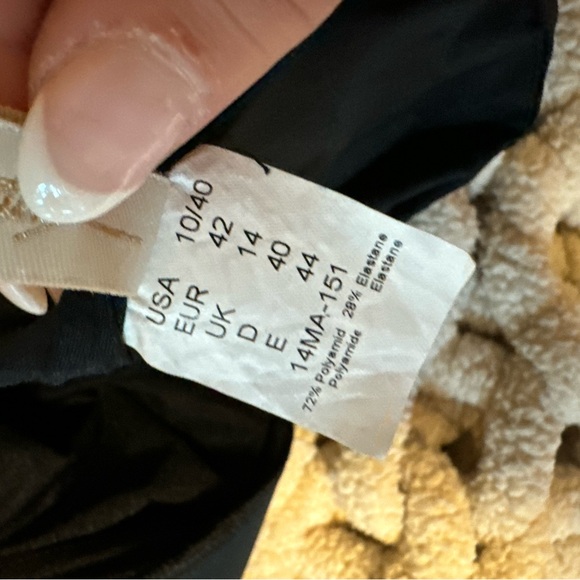 USA 10/40
EUR 42
UK 14
D 40
E 44
14MA-151
72% Polyamid 28% Elastane
Polyamide Elastane